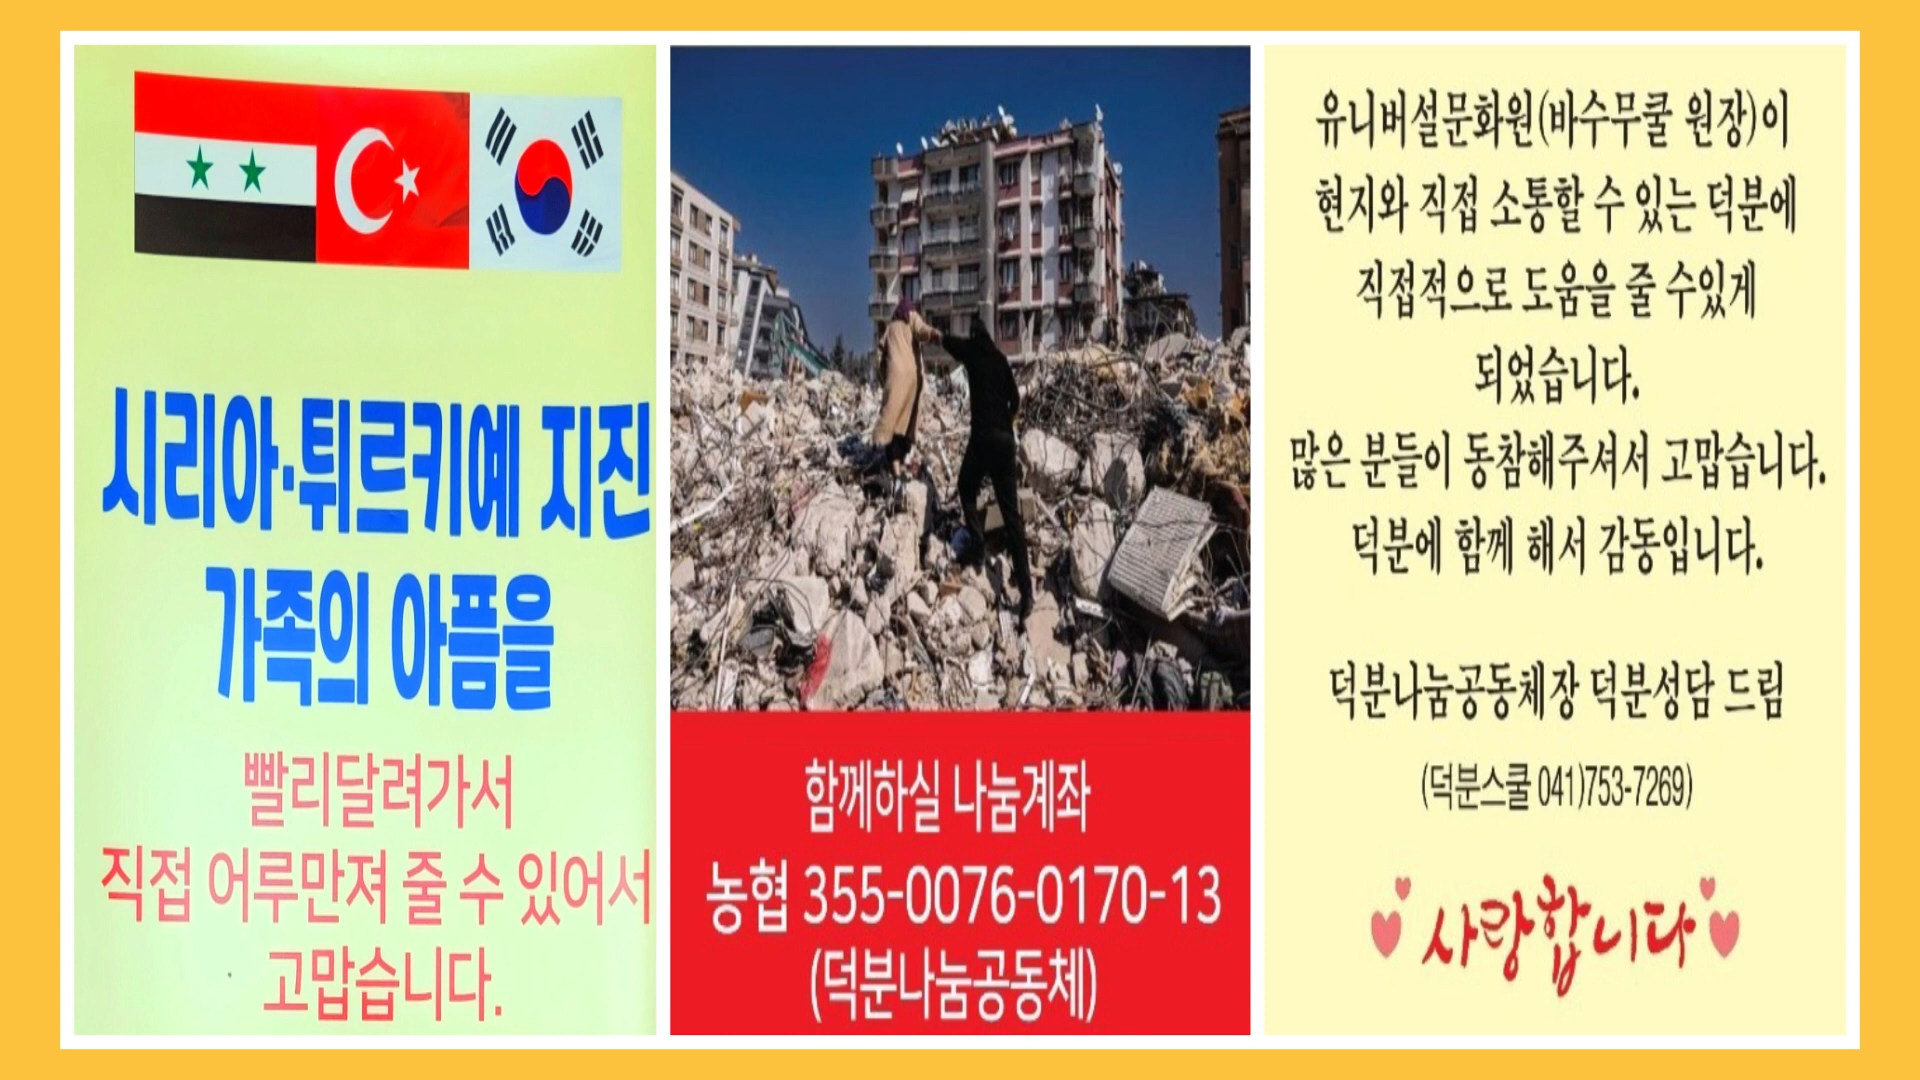 시리아·튀르키예 지진
가족의 아픔을
빨리달려가서
직접 어루만져 줄 수 있어서
고맙습니다.
함께하실 나눔계좌
농협 355-0076-0170-13
(덕분나눔공동체)
유니버설문화원(바수무쿨 원장)이
현지와 직접 소통할 수 있는 덕분에
직접적으로 도움을 줄 수있게
되었습니다.
많은 분들이 동참해주셔서 고맙습니다.
덕분에 함께 해서 감동입니다.
덕분나눔공동체장 덕분성담 드림
(덕분스쿨 041)753-7269)
사랑합니다